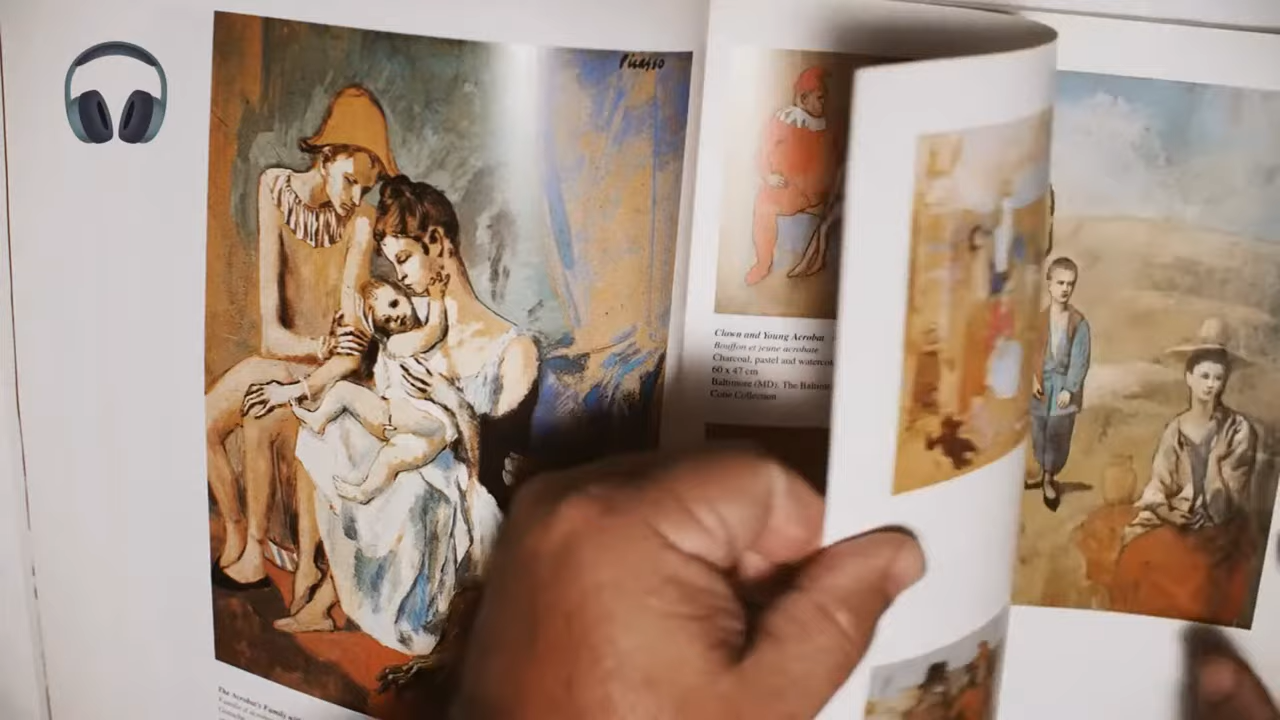 Picasso
Clown and Young Acrobat
Bouffon et jeune acrobate
Charcoal, pastel and watercol
60 x 47 cm
Baltimore (MD), The Baltim
Cone Collection
The Acrobat's Family